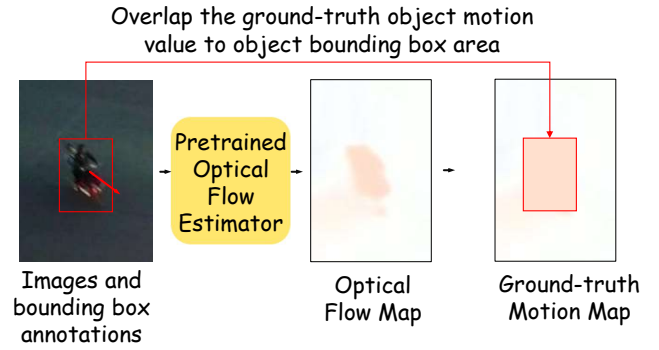 Overlap the ground-truth object motion
value to object bounding box area
Pretrained
Optical
Flow
Estimator
Images and
bounding box
annotations
Optical
Flow Map
Ground-truth
Motion Map